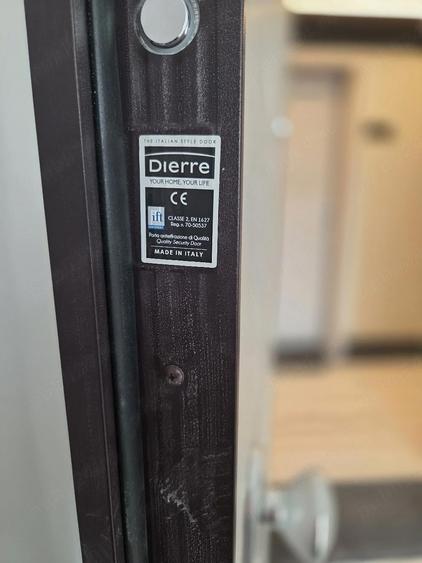 THE ITALIAN STYLE DOOR
Dierre
YOUR HOME, YOUR LIFE
CE
ift
CLASSE 2, EN 1627
Reg. n. 70-50537
Porta antieffrazione di Qualità
Quality Security Door
MADE IN ITALY